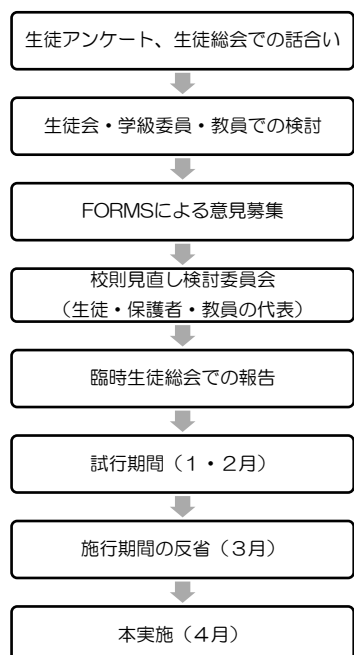 生徒アンケート、生徒総会での話合い
生徒会・学級委員・教員での検討
FORMSによる意見募集
校則見直し検討委員会
（生徒・保護者・教員の代表）
臨時生徒総会での報告
試行期間（１・２月）
施行期間の反省（３月）
本実施（４月）